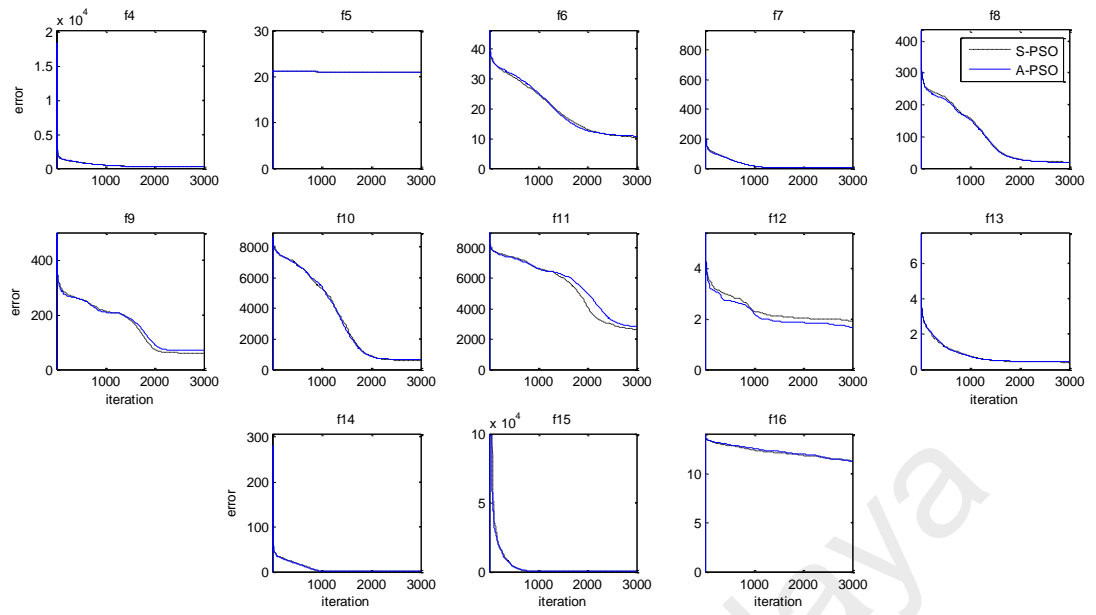 f4
f5
f6
f7
f8
x 10^4
2
1.5
1
0.5
0
error
1000 2000 3000
30
20
10
0
1000 2000 3000
40
30
20
10
0
1000 2000 3000
800
600
400
200
0
1000 2000 3000
400
300
200
100
0
1000 2000 3000
S-PSO
A-PSO
f9
f10
f11
f12
f13
400
200
0
error
1000 2000 3000
iteration
8000
6000
4000
2000
0
1000 2000 3000
iteration
8000
6000
4000
2000
0
1000 2000 3000
iteration
4
2
0
1000 2000 3000
iteration
6
4
2
0
1000 2000 3000
iteration
f14
f15
f16
300
200
100
0
error
1000 2000 3000
iteration
x 10^4
10
5
0
1000 2000 3000
iteration
10
5
0
1000 2000 3000
iteration
laya